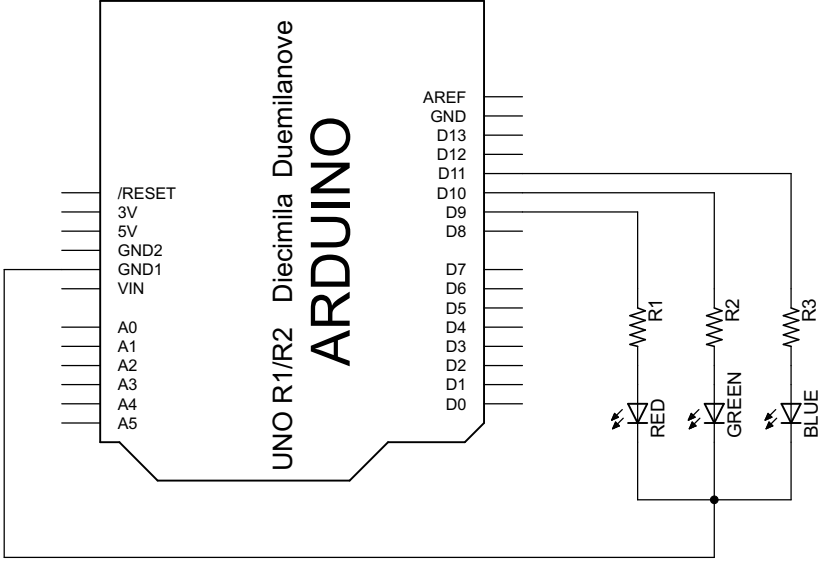 /RESET
3V
5V
GND2
GND1
VIN
A0
A1
A2
A3
A4
A5
UNO R1/R2 Diecimila Duemilanove
ARDUINO
AREF
GND
D13
D12
D11
D10
D9
D8
D7
D6
D5
D4
D3
D2
D1
D0
R1
R2
R3
RED
GREEN
BLUE